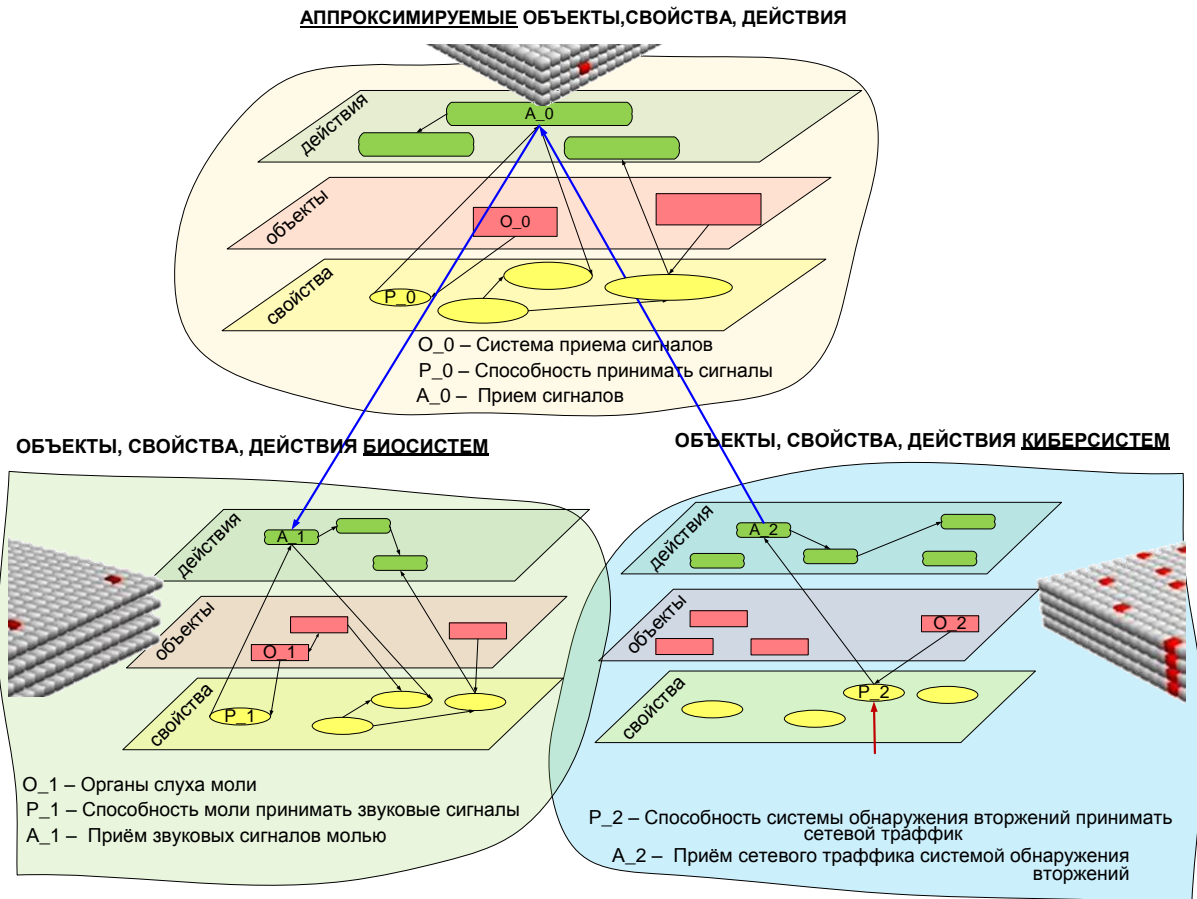 АППРОКСИМИРУЕМЫЕ ОБЪЕКТЫ,СВОЙСТВА, ДЕЙСТВИЯ
действия
A_0
объекты
O_0
свойства
P_0
O_0 – Система приема сигналов
P_0 – Способность принимать сигналы
A_0 – Прием сигналов
ОБЪЕКТЫ, СВОЙСТВА, ДЕЙСТВИЯ БИОСИСТЕМ
действия
A_1
объекты
O_1
свойства
P_1
O_1 – Органы слуха моли
P_1 – Способность моли принимать звуковые сигналы
A_1 – Приём звуковых сигналов молью
ОБЪЕКТЫ, СВОЙСТВА, ДЕЙСТВИЯ КИБЕРСИСТЕМ
действия
A_2
объекты
O_2
свойства
P_2
P_2 – Способность системы обнаружения вторжений принимать
сетевой траффик
A_2 – Приём сетевого траффика системой обнаружения
вторжений